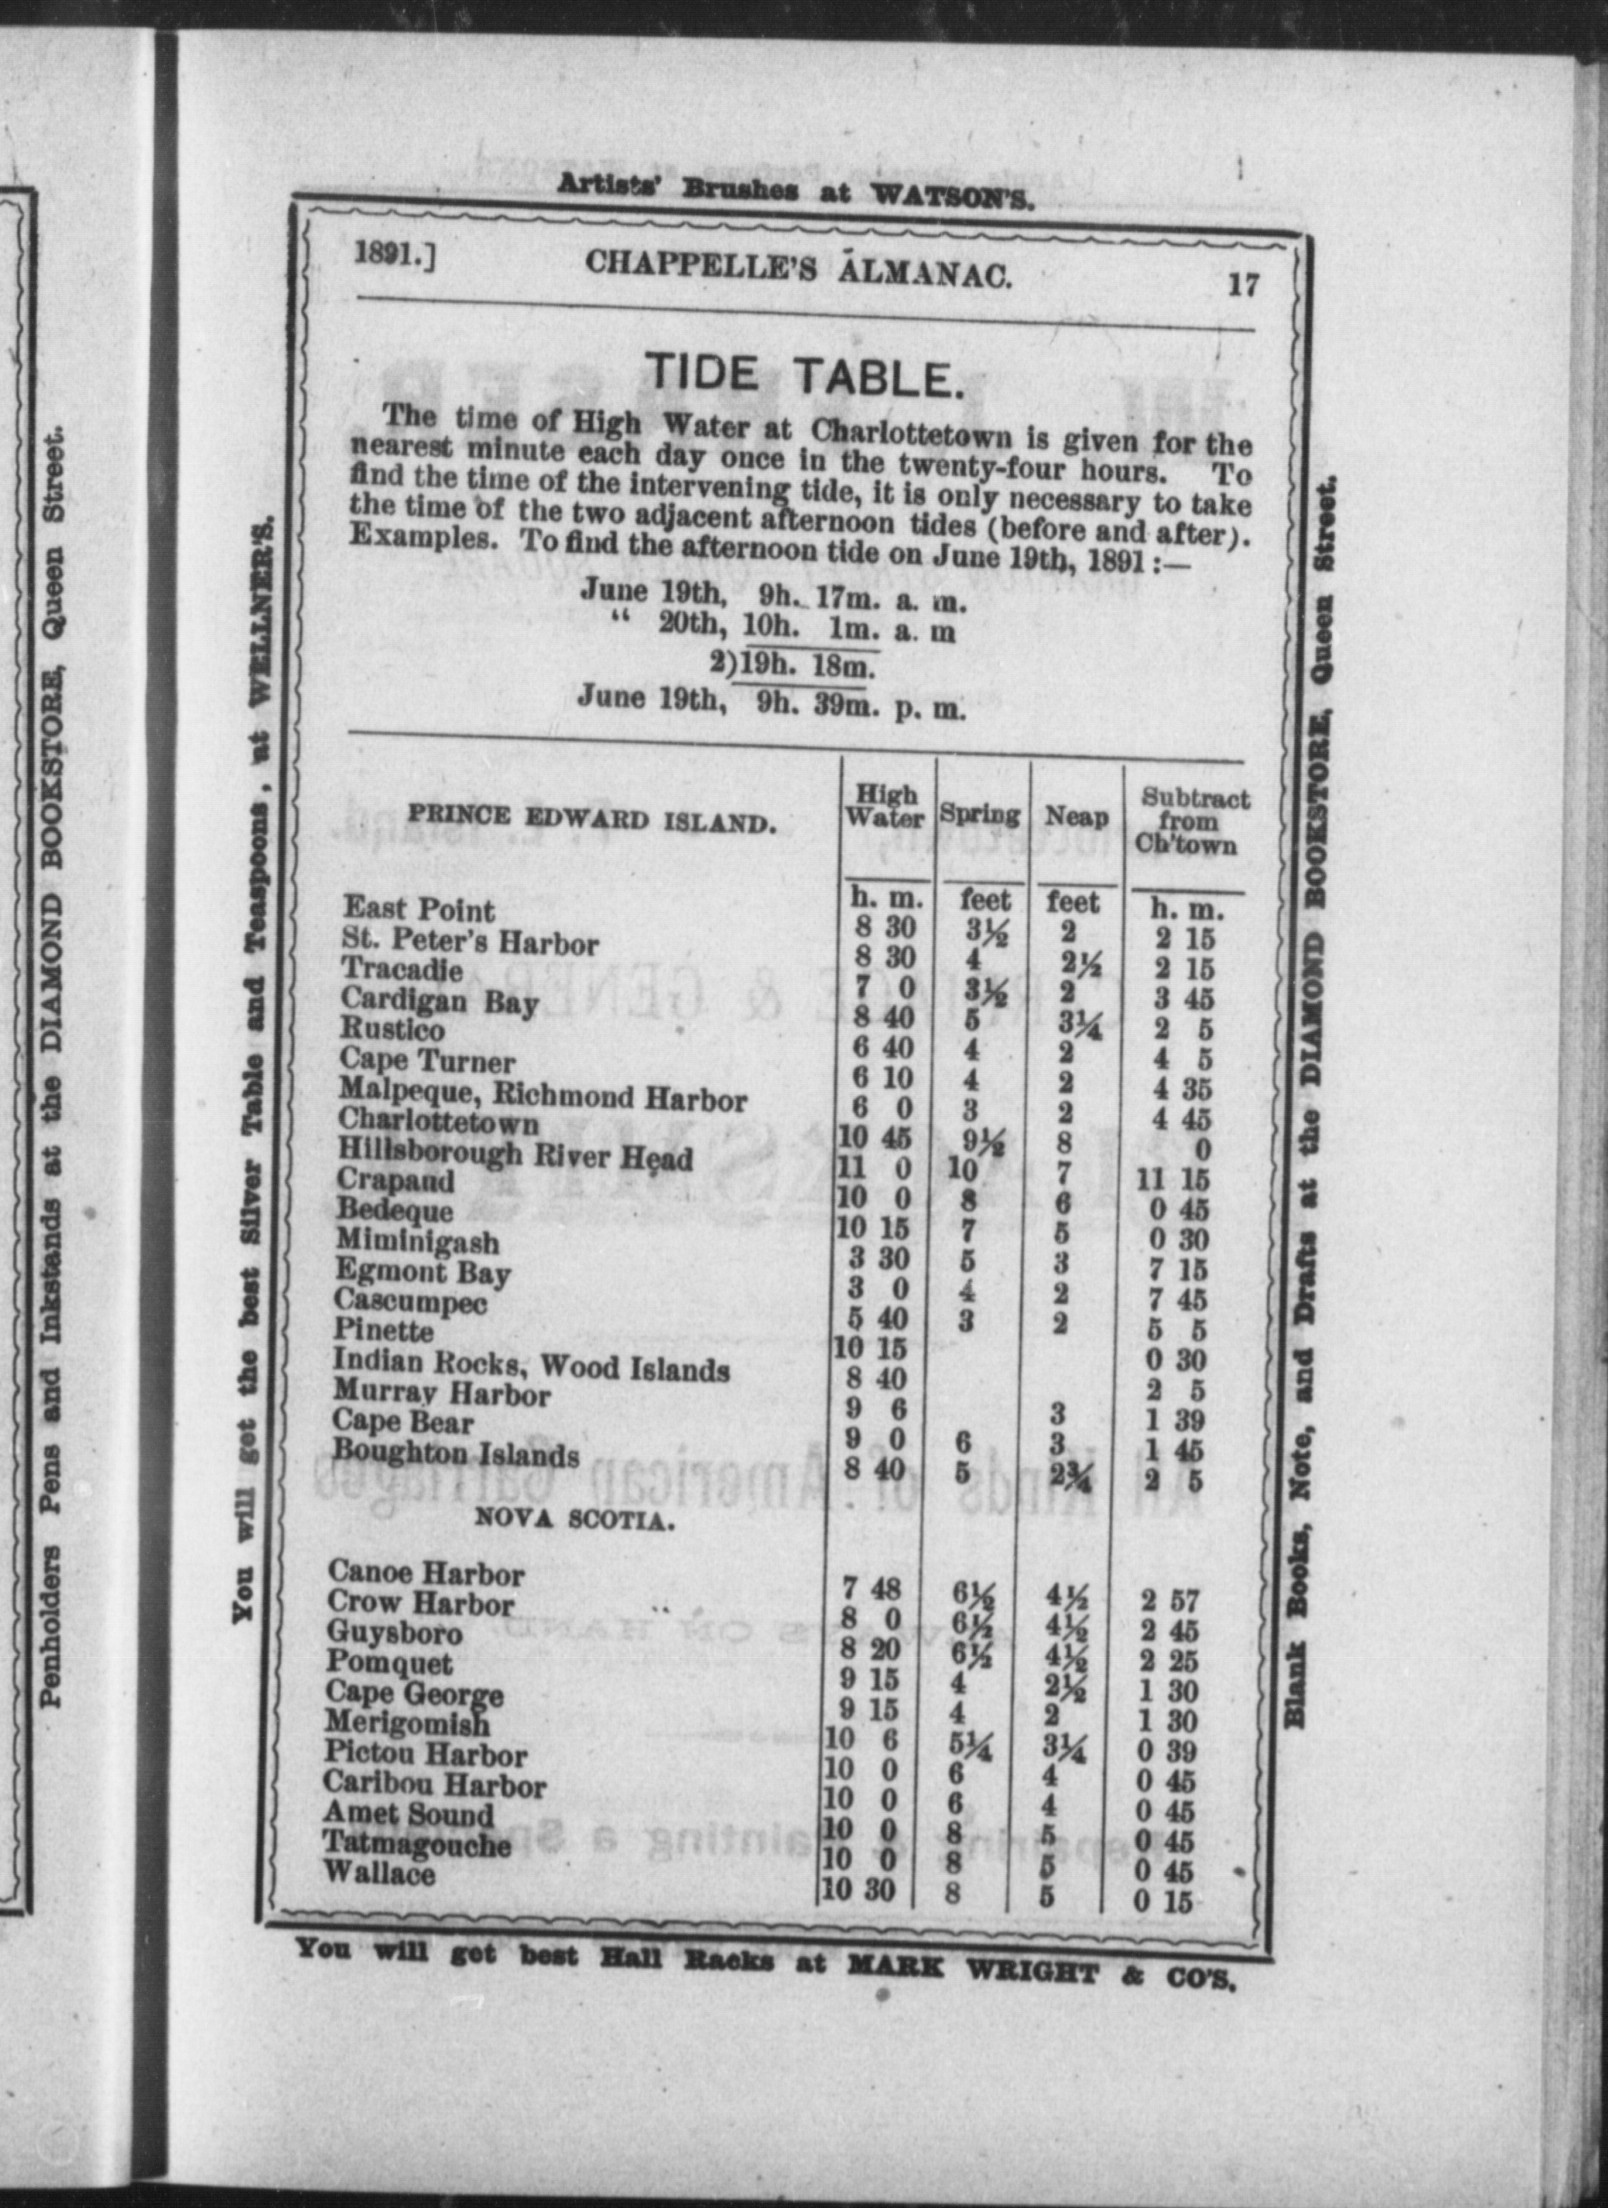 Penholders Pens and Inkstands at the DIAMOND BOOKSTORE, Queen Street.
You will get the best Silver Table and Teaspoons, at WELLNER'S.
Artists' Brushes at WATSON'S.
1891.] CHAPPELLE'S ALMANAC. 17
TIDE TABLE.
The time of High Water at Charlottetown is given for the
nearest minute each day once in the twenty-four hours. To
find the time of the intervening tide, it is only necessary to take
the time of the two adjacent afternoon tides (before and after).
Examples. To find the afternoon tide on June 19th, 1891:—
June 19th, 9h. 17m. a. m.
" 20th, 10h. 1m. a. m
2)19h. 18m.
June 19th, 9h. 39m. p. m.
PRINCE EDWARD ISLAND. High Water Spring Neap Subtract from Ch'town
h. m. feet feet h. m.
East Point 8 30 3½ 2 2 15
St. Peter's Harbor 8 30 4 2½ 2 15
Tracadie 7 0 3½ 2 3 45
Cardigan Bay 8 40 5 3¼ 2 5
Rustico 6 40 4 2 4 5
Cape Turner 6 10 4 2 4 35
Malpeque, Richmond Harbor 6 0 3 2 4 45
Charlottetown 10 45 9½ 8 0
Hillsborough River Head 11 0 10 7 11 15
Crapaud 10 0 8 6 0 45
Bedeque 10 15 7 5 0 30
Miminigash 3 30 5 3 7 15
Egmont Bay 3 0 4 2 7 45
Cascumpec 5 40 3 2 5 5
Pinette 10 15 0 30
Indian Rocks, Wood Islands 8 40 2 5
Murray Harbor 9 6 3 1 39
Cape Bear 9 0 6 3 1 45
Boughton Islands 8 40 5 2¾ 2 5
NOVA SCOTIA.
Canoe Harbor 7 48 6½ 4½ 2 57
Crow Harbor 8 0 6½ 4½ 2 45
Guysboro 8 20 6½ 4½ 2 25
Pomquet 9 15 4 2½ 1 30
Cape George 9 15 4 2 1 30
Merigomish 10 6 5¼ 3¼ 0 39
Pictou Harbor 10 0 6 4 0 45
Caribou Harbor 10 0 6 4 0 45
Amet Sound 10 0 8 5 0 45
Tatmagouche 10 0 8 5 0 45
Wallace 10 30 8 5 0 15
You will get best Hall Racks at MARK WRIGHT & CO'S.
Blank Books, Note, and Drafts at the DIAMOND BOOKSTORE, Queen Street.